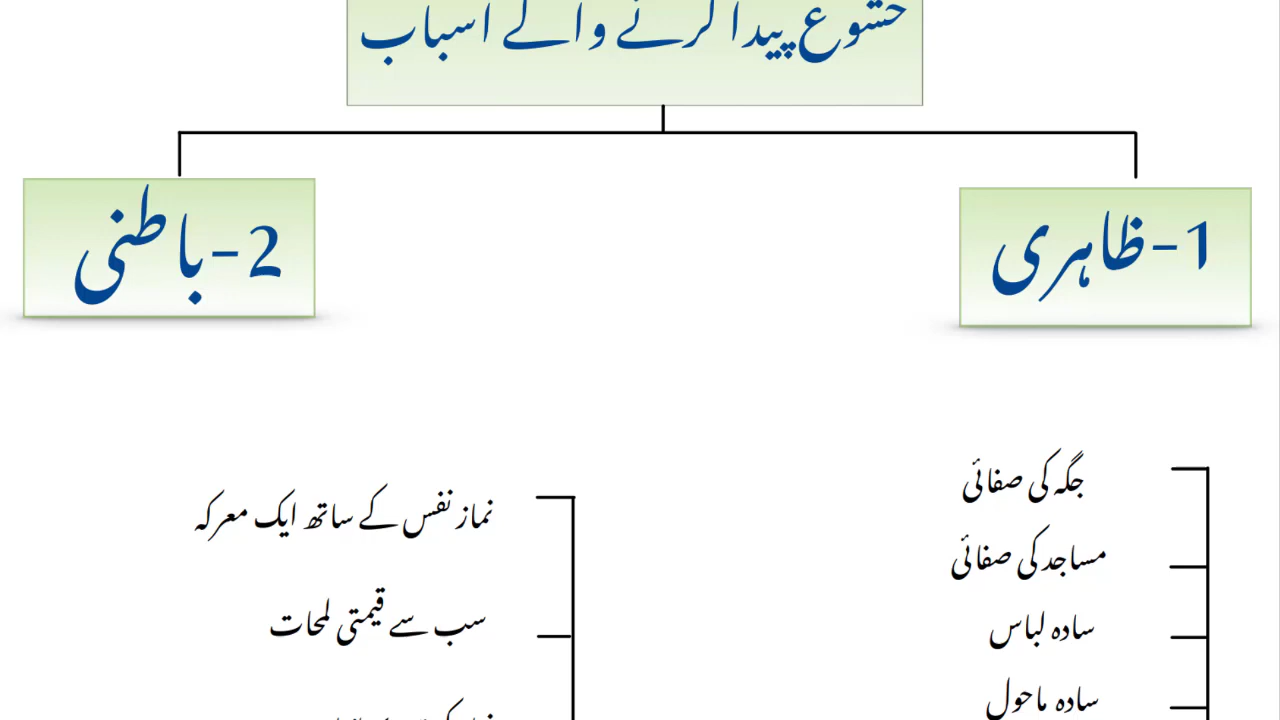 خشوع پیدا کرنے والے اسباب
1-ظاہری
2-باطنی
جگہ کی صفائی
مساجد کی صفائی
سادہ لباس
سادہ ماحول
نماز نفس کے ساتھ ایک معرکہ
سب سے قیمتی لمحات